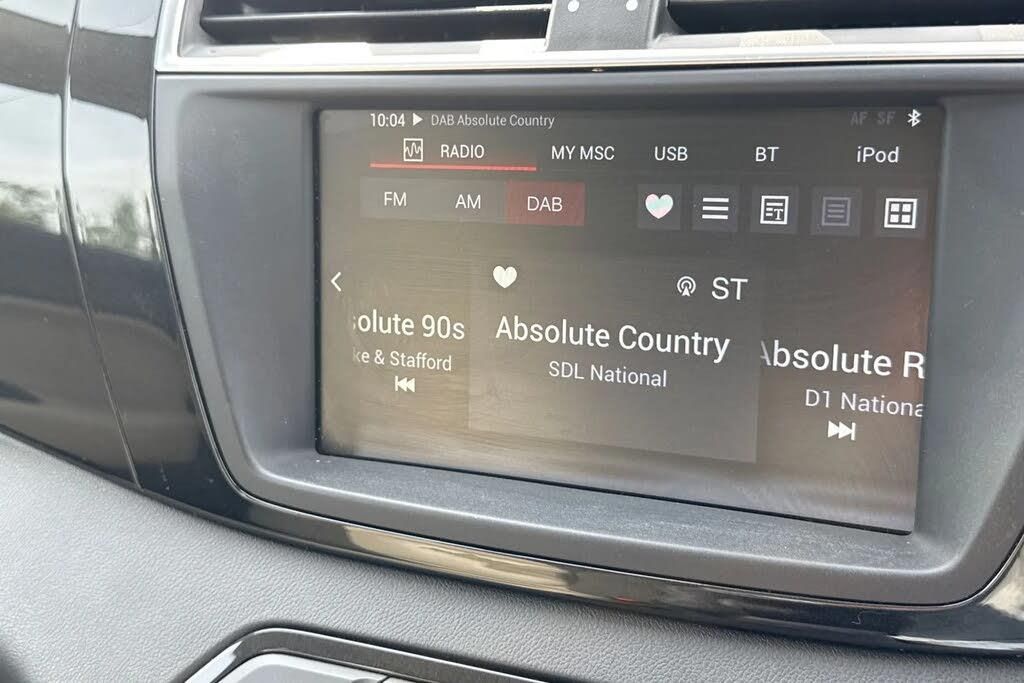 10:04 DAB Absolute Country AF SF
RADIO MY MSC USB BT iPod
FM AM DAB
ST
olute 90s Absolute Country Absolute R
ke & Stafford SDL National D1 Nationa